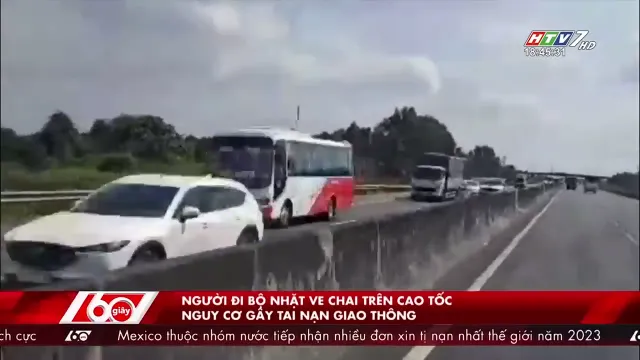 HTV7 HD
18:45:31
60 giây
NGƯỜI ĐI BỘ NHẶT VE CHAI TRÊN CAO TỐC
NGUY CƠ GÂY TAI NẠN GIAO THÔNG
ch cực 60giây Mexico thuộc nhóm nước tiếp nhận nhiều đơn xin tị nạn nhất thế giới năm 2023 60